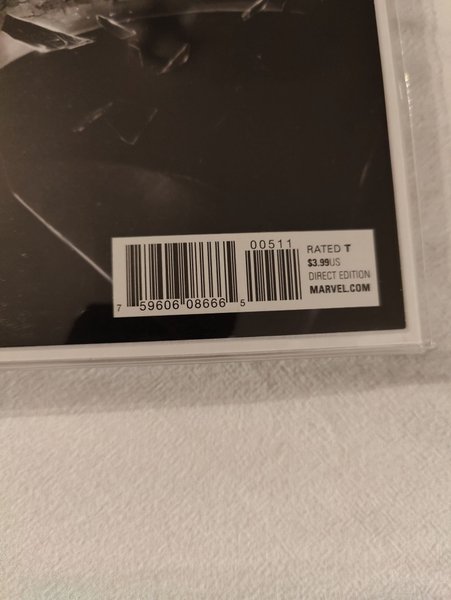 00511
7 59606 08666 5
RATED T
$3.99US
DIRECT EDITION
MARVEL.COM